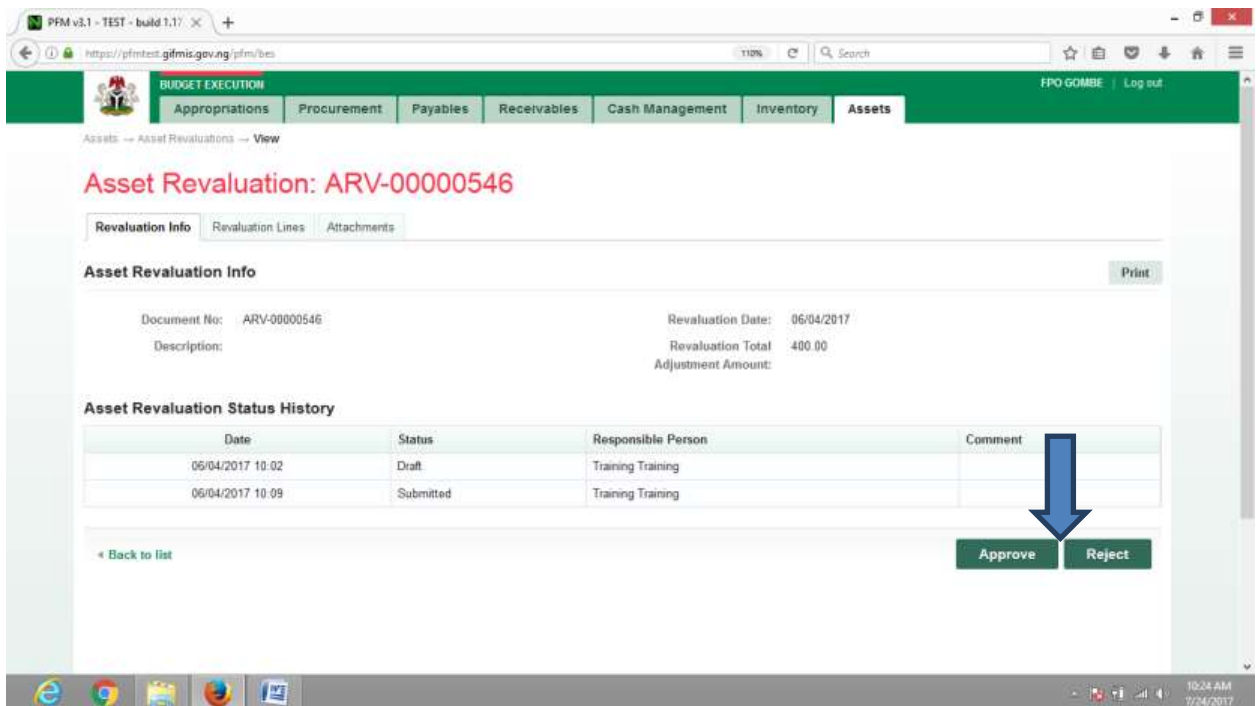 PFM v3.1 - TEST - build 1.1
https://pfmtest.gifmis.gov.ng/pfm/bes 110% Search
BUDGET EXECUTION FPO GOMBE | Log out
Appropriations Procurement Payables Receivables Cash Management Inventory Assets
Assets → Asset Revaluations → View
Asset Revaluation: ARV-00000546
Revaluation Info Revaluation Lines Attachments
Asset Revaluation Info Print
Document No: ARV-00000546 Revaluation Date: 06/04/2017
Description: Revaluation Total 400.00
Adjustment Amount:
Asset Revaluation Status History
Date Status Responsible Person Comment
06/04/2017 10:02 Draft Training Training
06/04/2017 10:09 Submitted Training Training
« Back to list Approve Reject
10:24 AM
7/24/2017